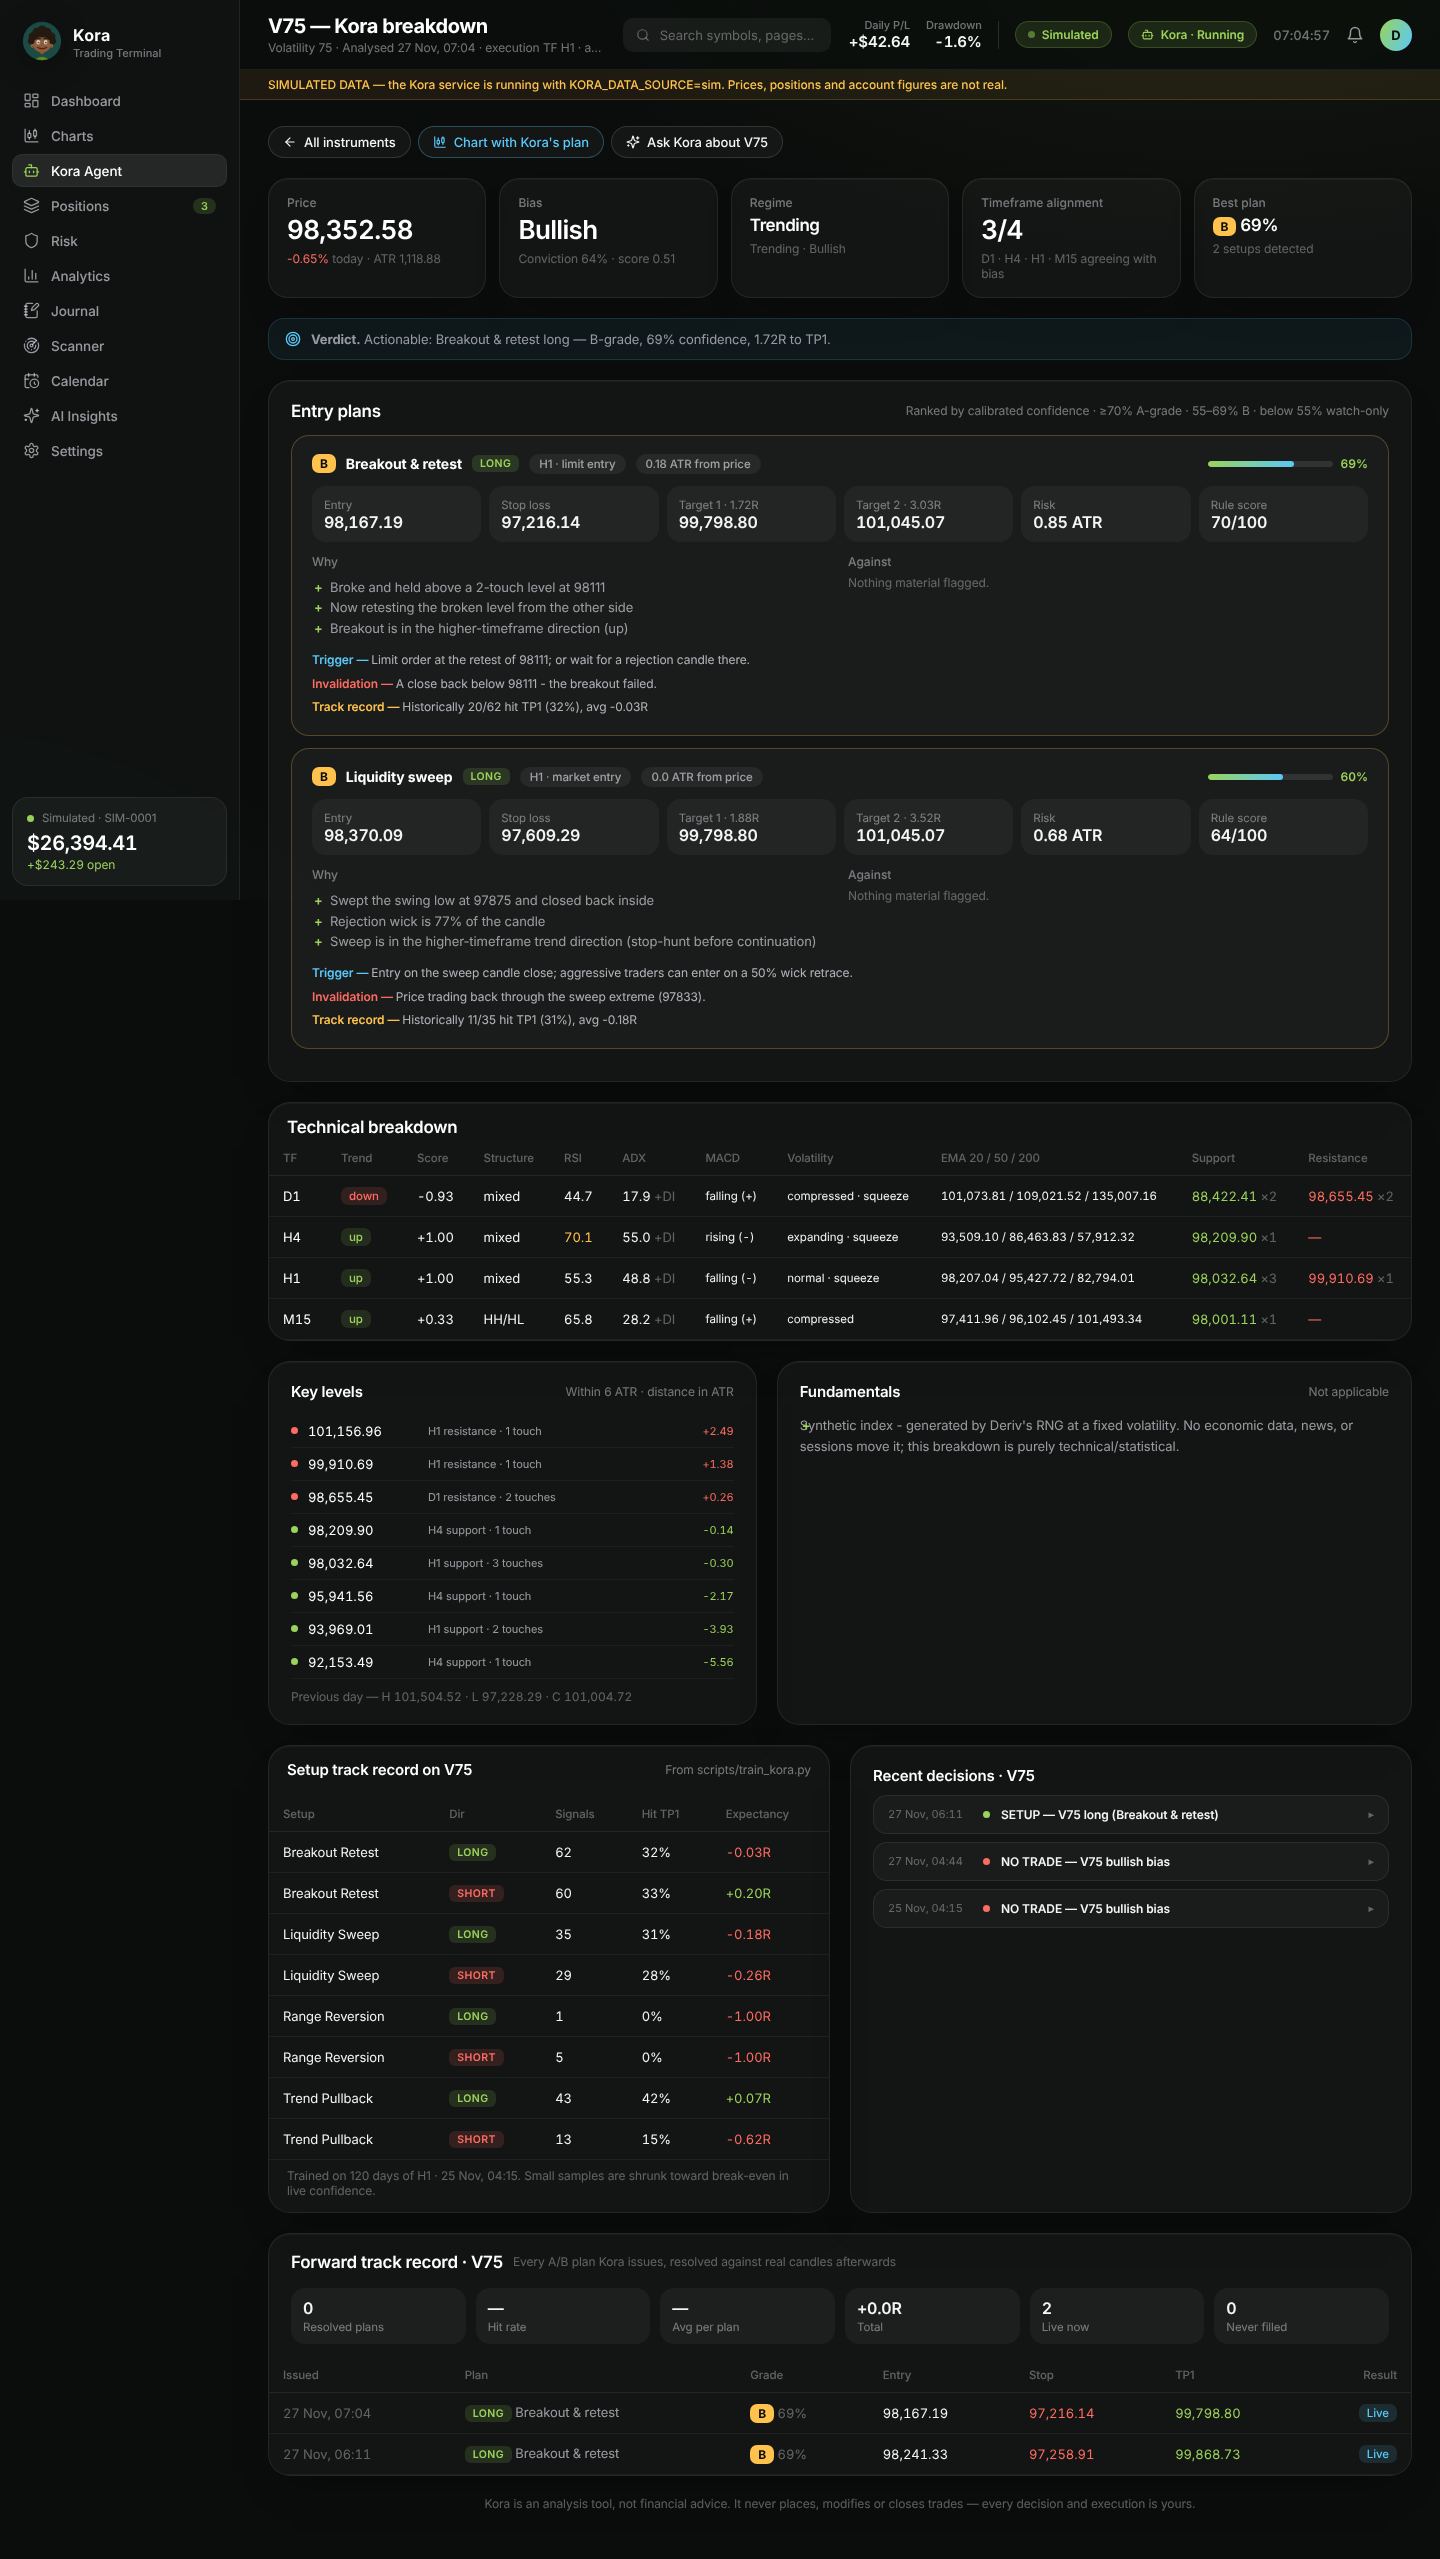 Kora
Trading Terminal
Dashboard
Charts
Kora Agent
Positions 3
Risk
Analytics
Journal
Scanner
Calendar
AI Insights
Settings
Simulated · SIM-0001
$26,394.41
+$243.29 open
V75 — Kora breakdown
Volatility 75 · Analysed 27 Nov, 07:04 · execution TF H1 · a...
Search symbols, pages...
Daily P/L
+$42.64
Drawdown
-1.6%
Simulated
Kora · Running
07:04:57
D
SIMULATED DATA — the Kora service is running with KORA_DATA_SOURCE=sim. Prices, positions and account figures are not real.
All instruments
Chart with Kora's plan
Ask Kora about V75
Price
98,352.58
-0.65% today · ATR 1,118.88
Bias
Bullish
Conviction 64% · score 0.51
Regime
Trending
Trending · Bullish
Timeframe alignment
3/4
D1 · H4 · H1 · M15 agreeing with
bias
Best plan
B 69%
2 setups detected
Verdict. Actionable: Breakout & retest long — B-grade, 69% confidence, 1.72R to TP1.
Entry plans
Ranked by calibrated confidence · ≥70% A-grade · 55–69% B · below 55% watch-only
B Breakout & retest LONG H1 · limit entry 0.18 ATR from price 69%
Entry
98,167.19
Stop loss
97,216.14
Target 1 · 1.72R
99,798.80
Target 2 · 3.03R
101,045.07
Risk
0.85 ATR
Rule score
70/100
Why
+ Broke and held above a 2-touch level at 98111
+ Now retesting the broken level from the other side
+ Breakout is in the higher-timeframe direction (up)
Against
Nothing material flagged.
Trigger — Limit order at the retest of 98111; or wait for a rejection candle there.
Invalidation — A close back below 98111 - the breakout failed.
Track record — Historically 20/62 hit TP1 (32%), avg -0.03R
B Liquidity sweep LONG H1 · market entry 0.0 ATR from price 60%
Entry
98,370.09
Stop loss
97,609.29
Target 1 · 1.88R
99,798.80
Target 2 · 3.52R
101,045.07
Risk
0.68 ATR
Rule score
64/100
Why
+ Swept the swing low at 97875 and closed back inside
+ Rejection wick is 77% of the candle
+ Sweep is in the higher-timeframe trend direction (stop-hunt before continuation)
Against
Nothing material flagged.
Trigger — Entry on the sweep candle close; aggressive traders can enter on a 50% wick retrace.
Invalidation — Price trading back through the sweep extreme (97833).
Track record — Historically 11/35 hit TP1 (31%), avg -0.18R
Technical breakdown
TF Trend Score Structure RSI ADX MACD Volatility EMA 20 / 50 / 200 Support Resistance
D1 down -0.93 mixed 44.7 17.9 +DI falling (+) compressed · squeeze 101,073.81 / 109,021.52 / 135,007.16 88,422.41 ×2 98,655.45 ×2
H4 up +1.00 mixed 70.1 55.0 +DI rising (-) expanding · squeeze 93,509.10 / 86,463.83 / 57,912.32 98,209.90 ×1 —
H1 up +1.00 mixed 55.3 48.8 +DI falling (-) normal · squeeze 98,207.04 / 95,427.72 / 82,794.01 98,032.64 ×3 99,910.69 ×1
M15 up +0.33 HH/HL 65.8 28.2 +DI falling (+) compressed 97,411.96 / 96,102.45 / 101,493.34 98,001.11 ×1 —
Key levels
Within 6 ATR · distance in ATR
101,156.96 H1 resistance · 1 touch +2.49
99,910.69 H1 resistance · 1 touch +1.38
98,655.45 D1 resistance · 2 touches +0.26
98,209.90 H4 support · 1 touch -0.14
98,032.64 H1 support · 3 touches -0.30
95,941.56 H4 support · 1 touch -2.17
93,969.01 H1 support · 2 touches -3.93
92,153.49 H4 support · 1 touch -5.56
Previous day — H 101,504.52 · L 97,228.29 · C 101,004.72
Fundamentals
Not applicable
+ Synthetic index - generated by Deriv's RNG at a fixed volatility. No economic data, news, or
sessions move it; this breakdown is purely technical/statistical.
Setup track record on V75
From scripts/train_kora.py
Setup Dir Signals Hit TP1 Expectancy
Breakout Retest LONG 62 32% -0.03R
Breakout Retest SHORT 60 33% +0.20R
Liquidity Sweep LONG 35 31% -0.18R
Liquidity Sweep SHORT 29 28% -0.26R
Range Reversion LONG 1 0% -1.00R
Range Reversion SHORT 5 0% -1.00R
Trend Pullback LONG 43 42% +0.07R
Trend Pullback SHORT 13 15% -0.62R
Trained on 120 days of H1 · 25 Nov, 04:15. Small samples are shrunk toward break-even in
live confidence.
Recent decisions · V75
27 Nov, 06:11 SETUP — V75 long (Breakout & retest)
27 Nov, 04:44 NO TRADE — V75 bullish bias
25 Nov, 04:15 NO TRADE — V75 bullish bias
Forward track record · V75 Every A/B plan Kora issues, resolved against real candles afterwards
0
Resolved plans
—
Hit rate
—
Avg per plan
+0.0R
Total
2
Live now
0
Never filled
Issued Plan Grade Entry Stop TP1 Result
27 Nov, 07:04 LONG Breakout & retest B 69% 98,167.19 97,216.14 99,798.80 Live
27 Nov, 06:11 LONG Breakout & retest B 69% 98,241.33 97,258.91 99,868.73 Live
Kora is an analysis tool, not financial advice. It never places, modifies or closes trades — every decision and execution is yours.